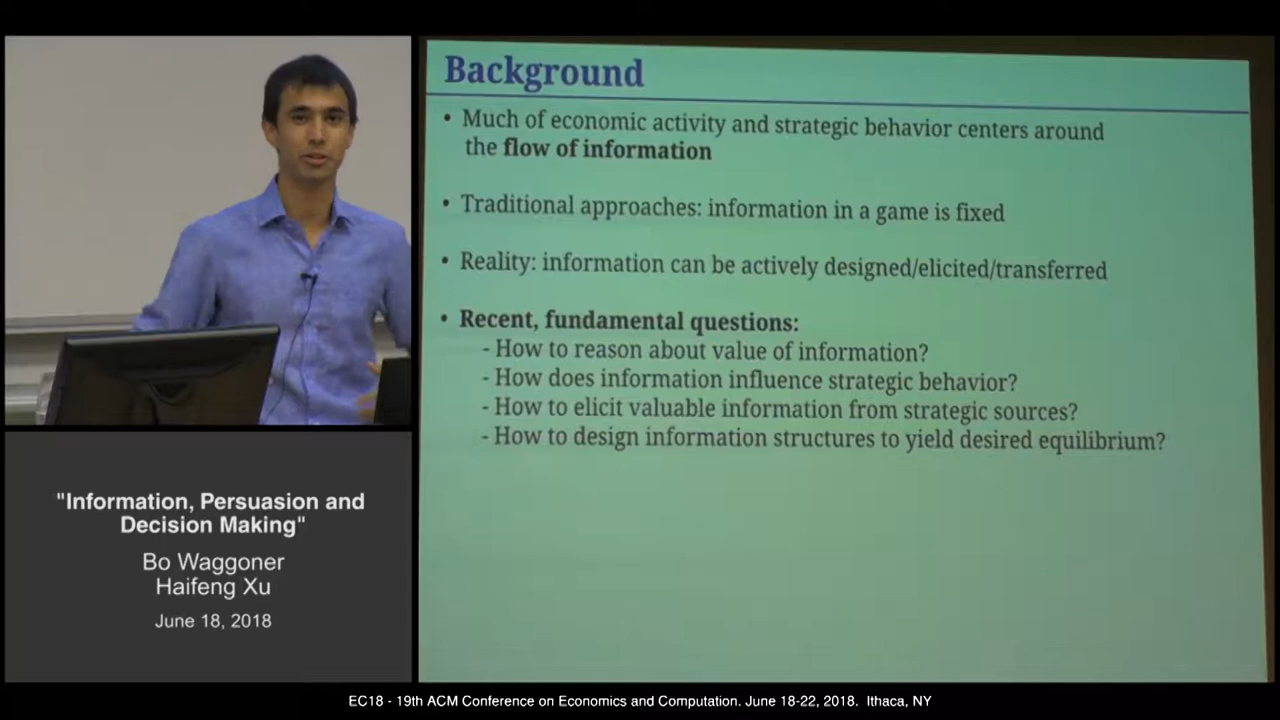 Background
• Much of economic activity and strategic behavior centers around
the flow of information
• Traditional approaches: information in a game is fixed
• Reality: information can be actively designed/elicited/transferred
• Recent, fundamental questions:
- How to reason about value of information?
- How does information influence strategic behavior?
- How to elicit valuable information from strategic sources?
- How to design information structures to yield desired equilibrium?
"Information, Persuasion and
Decision Making"
Bo Waggoner
Haifeng Xu
June 18, 2018
EC18 - 19th ACM Conference on Economics and Computation. June 18-22, 2018. Ithaca, NY